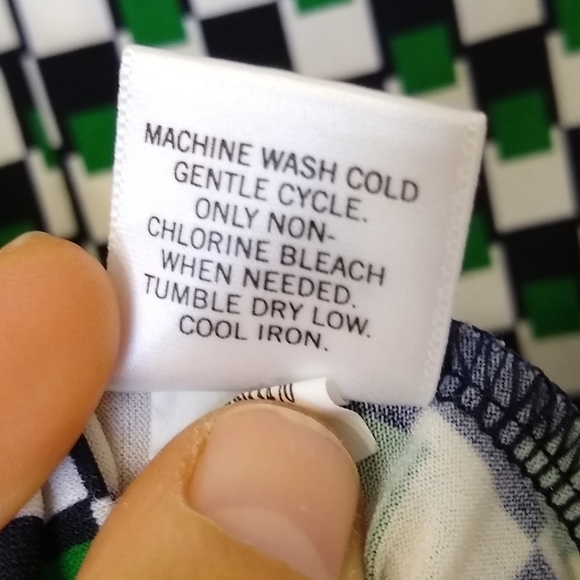 MACHINE WASH COLD
GENTLE CYCLE.
ONLY NON-
CHLORINE BLEACH
WHEN NEEDED.
TUMBLE DRY LOW.
COOL IRON.